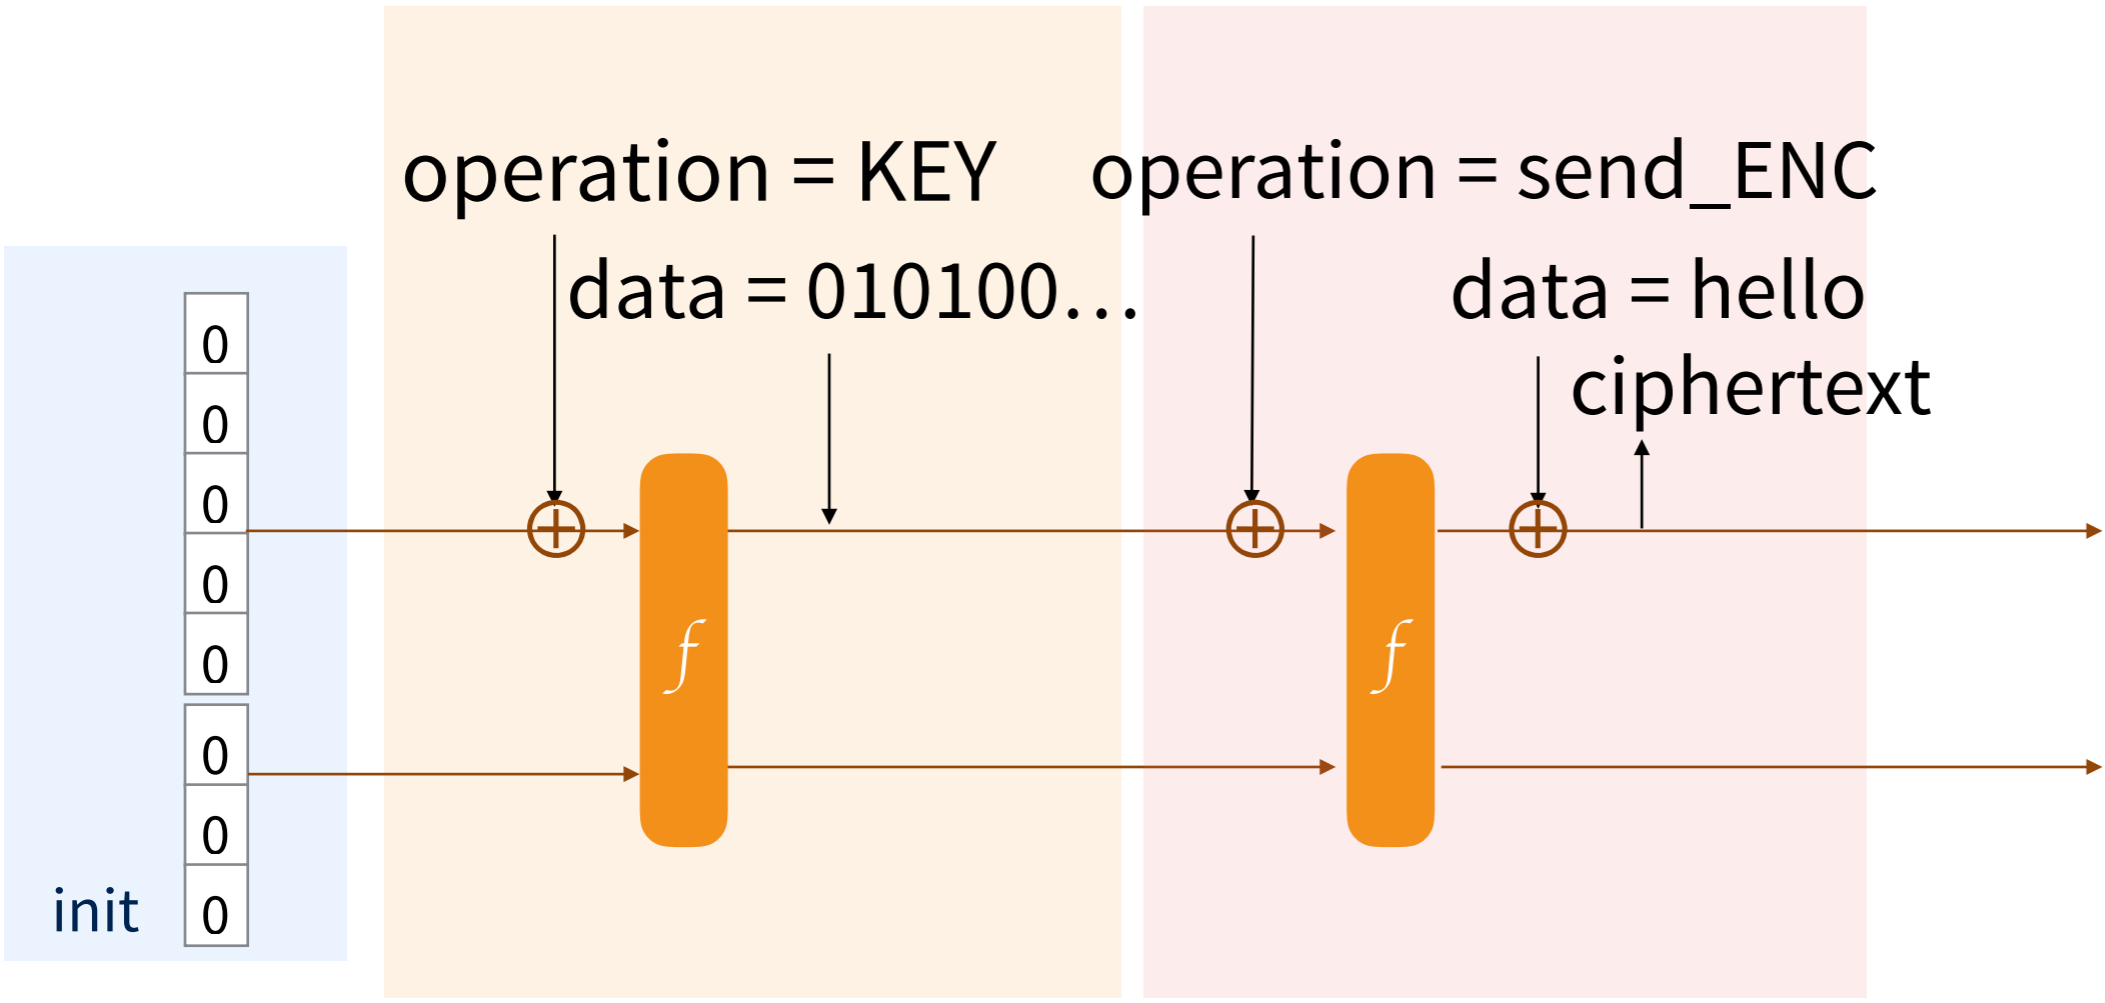 0
0
0
0
0
0
0
0
init
operation = KEY
data = 010100…
f
operation = send_ENC
data = hello
ciphertext
f